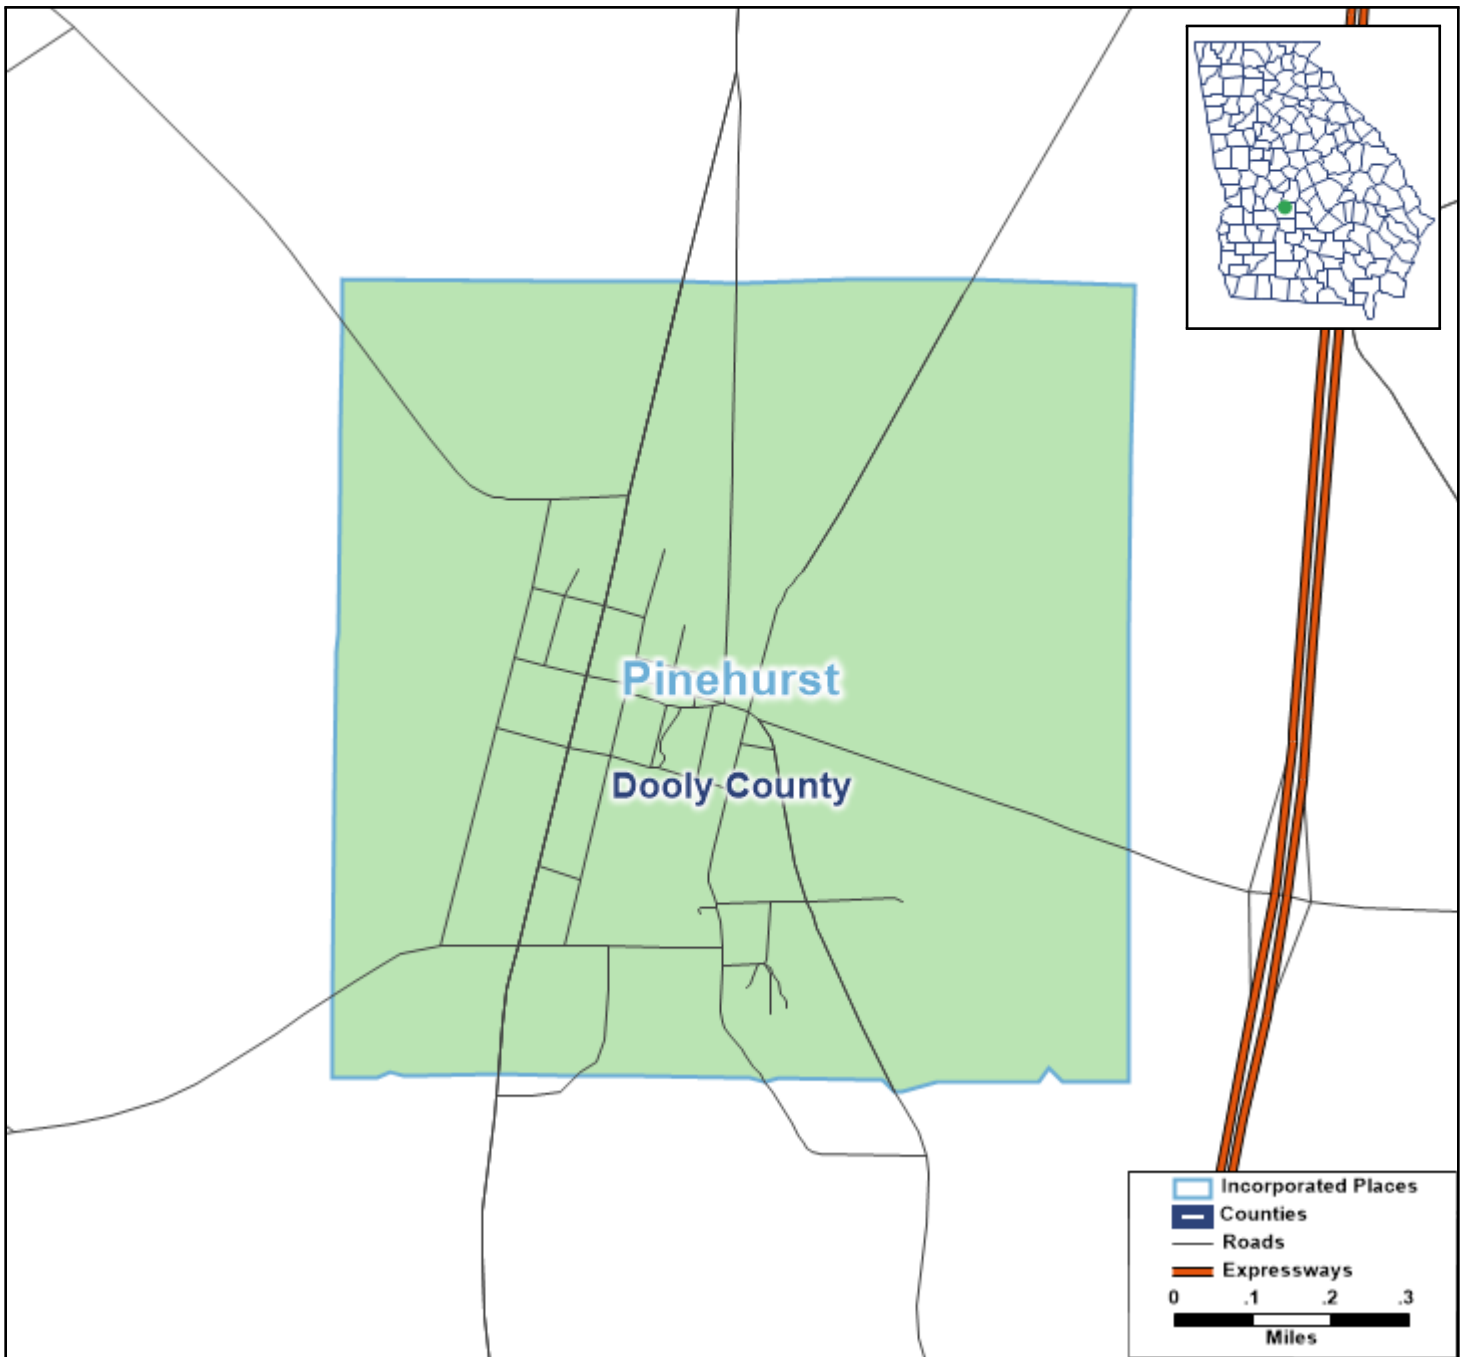 Pinehurst
Dooly County
Incorporated Places
Counties
Roads
Expressways
0 .1 .2 .3
Miles